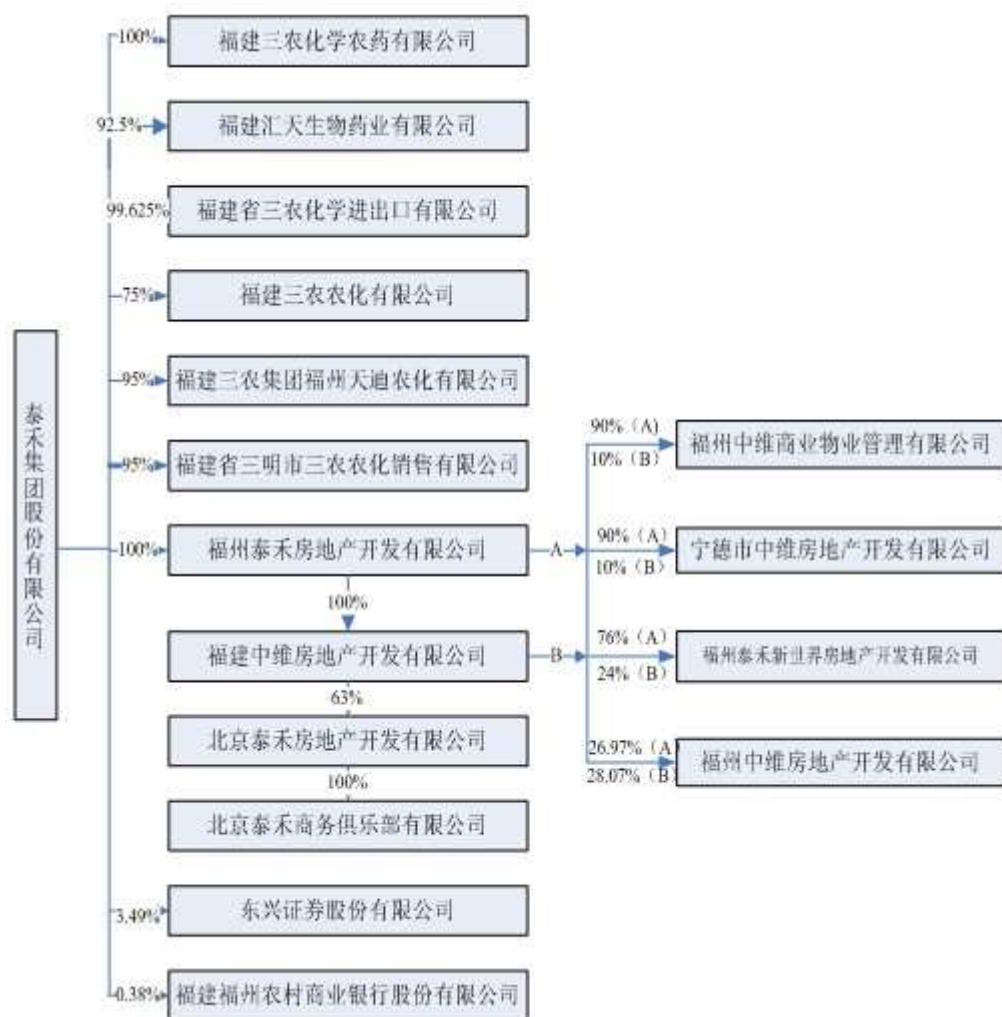 100%
福建三农化学农药有限公司
92.5%
福建汇天生物药业有限公司
99.625%
福建省三农化学进出口有限公司
75%
福建三农农化有限公司
95%
福建三农集团福州天迪农化有限公司
95%
福建省三明市三农农化销售有限公司
泰禾集团股份有限公司
100%
福州泰禾房地产开发有限公司
A
100%
福建中维房地产开发有限公司
B
63%
北京泰禾房地产开发有限公司
100%
北京泰禾商务俱乐部有限公司
3.49%
东兴证券股份有限公司
0.38%
福建福州农村商业银行股份有限公司
90%（A）
10%（B）
福州中维商业物业管理有限公司
90%（A）
10%（B）
宁德市中维房地产开发有限公司
76%（A）
24%（B）
福州泰禾新世界房地产开发有限公司
26.97%（A）
28.07%（B）
福州中维房地产开发有限公司